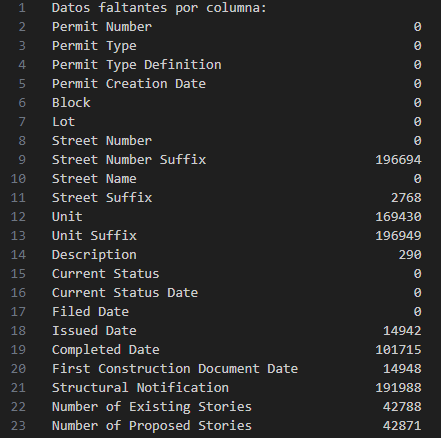 1 Datos faltantes por columna:
2 Permit Number 0
3 Permit Type 0
4 Permit Type Definition 0
5 Permit Creation Date 0
6 Block 0
7 Lot 0
8 Street Number 0
9 Street Number Suffix 196694
10 Street Name 0
11 Street Suffix 2768
12 Unit 169430
13 Unit Suffix 196949
14 Description 290
15 Current Status 0
16 Current Status Date 0
17 Filed Date 0
18 Issued Date 14942
19 Completed Date 101715
20 First Construction Document Date 14948
21 Structural Notification 191988
22 Number of Existing Stories 42788
23 Number of Proposed Stories 42871